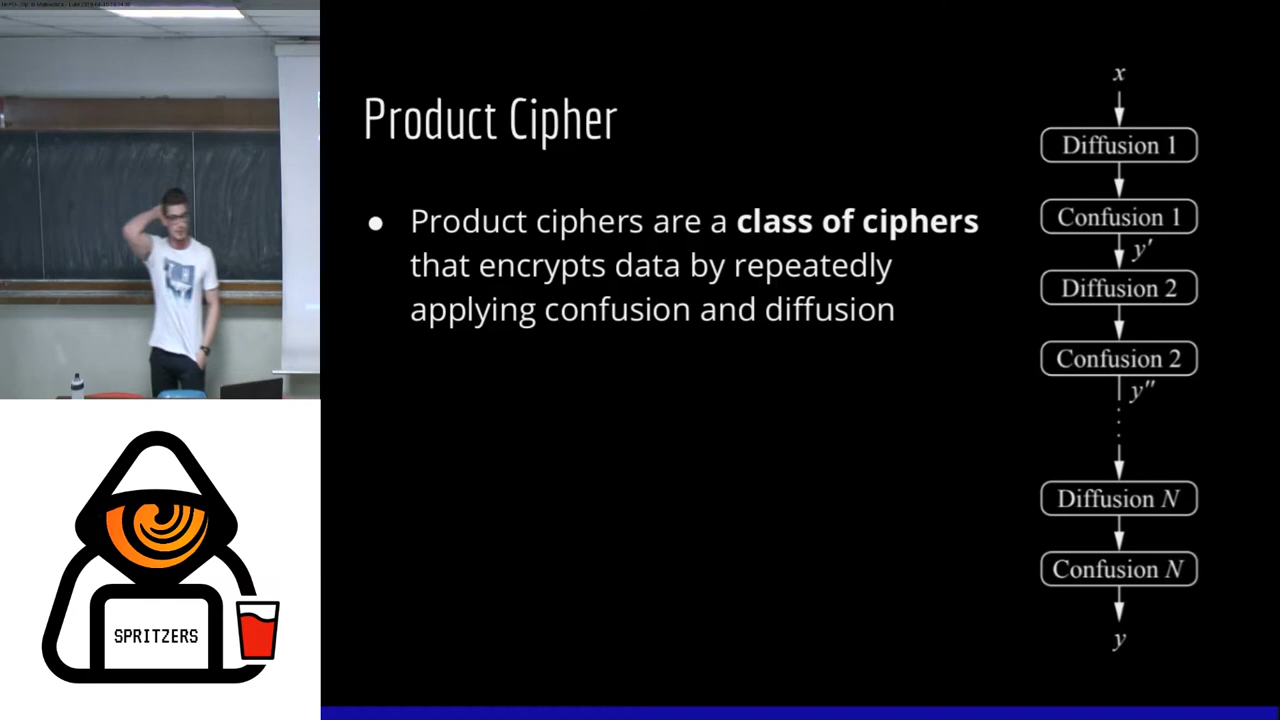 Product Cipher
● Product ciphers are a class of ciphers
that encrypts data by repeatedly
applying confusion and diffusion
x
Diffusion 1
Confusion 1
y′
Diffusion 2
Confusion 2
y″
Diffusion N
Confusion N
y
SPRITZERS